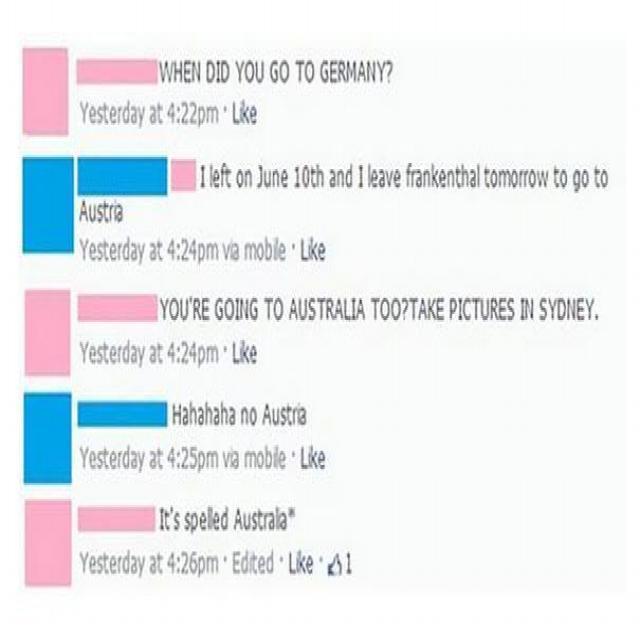 WHEN DID YOU GO TO GERMANY?
Yesterday at 4:22pm · Like
I left on June 10th and I leave frankenthal tomorrow to go to
Austria
Yesterday at 4:24pm via mobile · Like
YOU'RE GOING TO AUSTRALIA TOO?TAKE PICTURES IN SYDNEY.
Yesterday at 4:24pm · Like
Hahahaha no Austria
Yesterday at 4:25pm via mobile · Like
It's spelled Australa*
Yesterday at 4:26pm · Edited · Like · 1